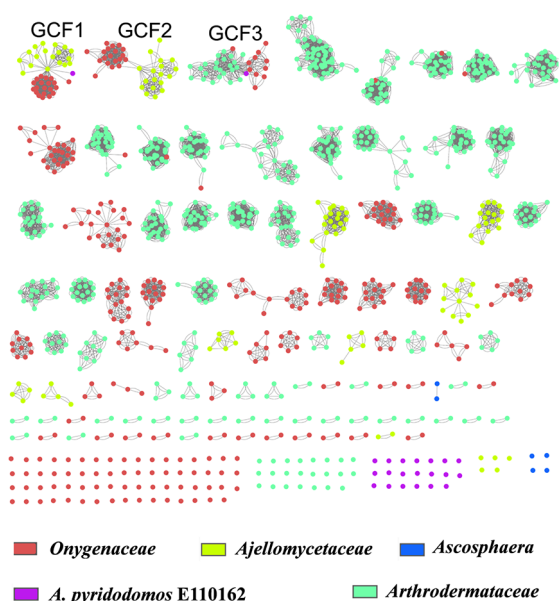 GCF1 GCF2 GCF3
Onygenaceae Ajellomycetaceae Ascosphaera
A. pyridodomos E110162 Arthrodermataceae